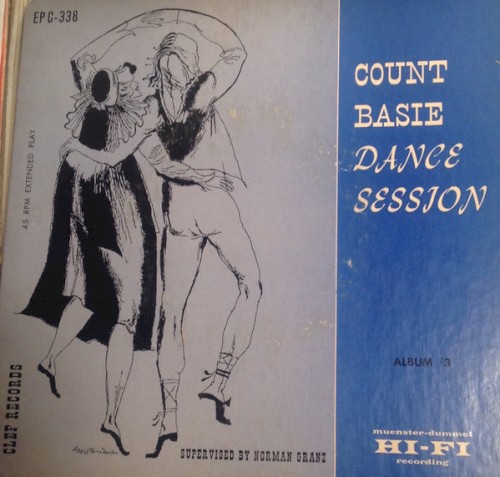 EP C-338
COUNT
BASIE
DANCE
SESSION
45 RPM EXTENDED PLAY
ALBUM #3
CLEF RECORDS
SUPERVISED BY NORMAN GRANZ
muenster-dummel
HI-FI
recording